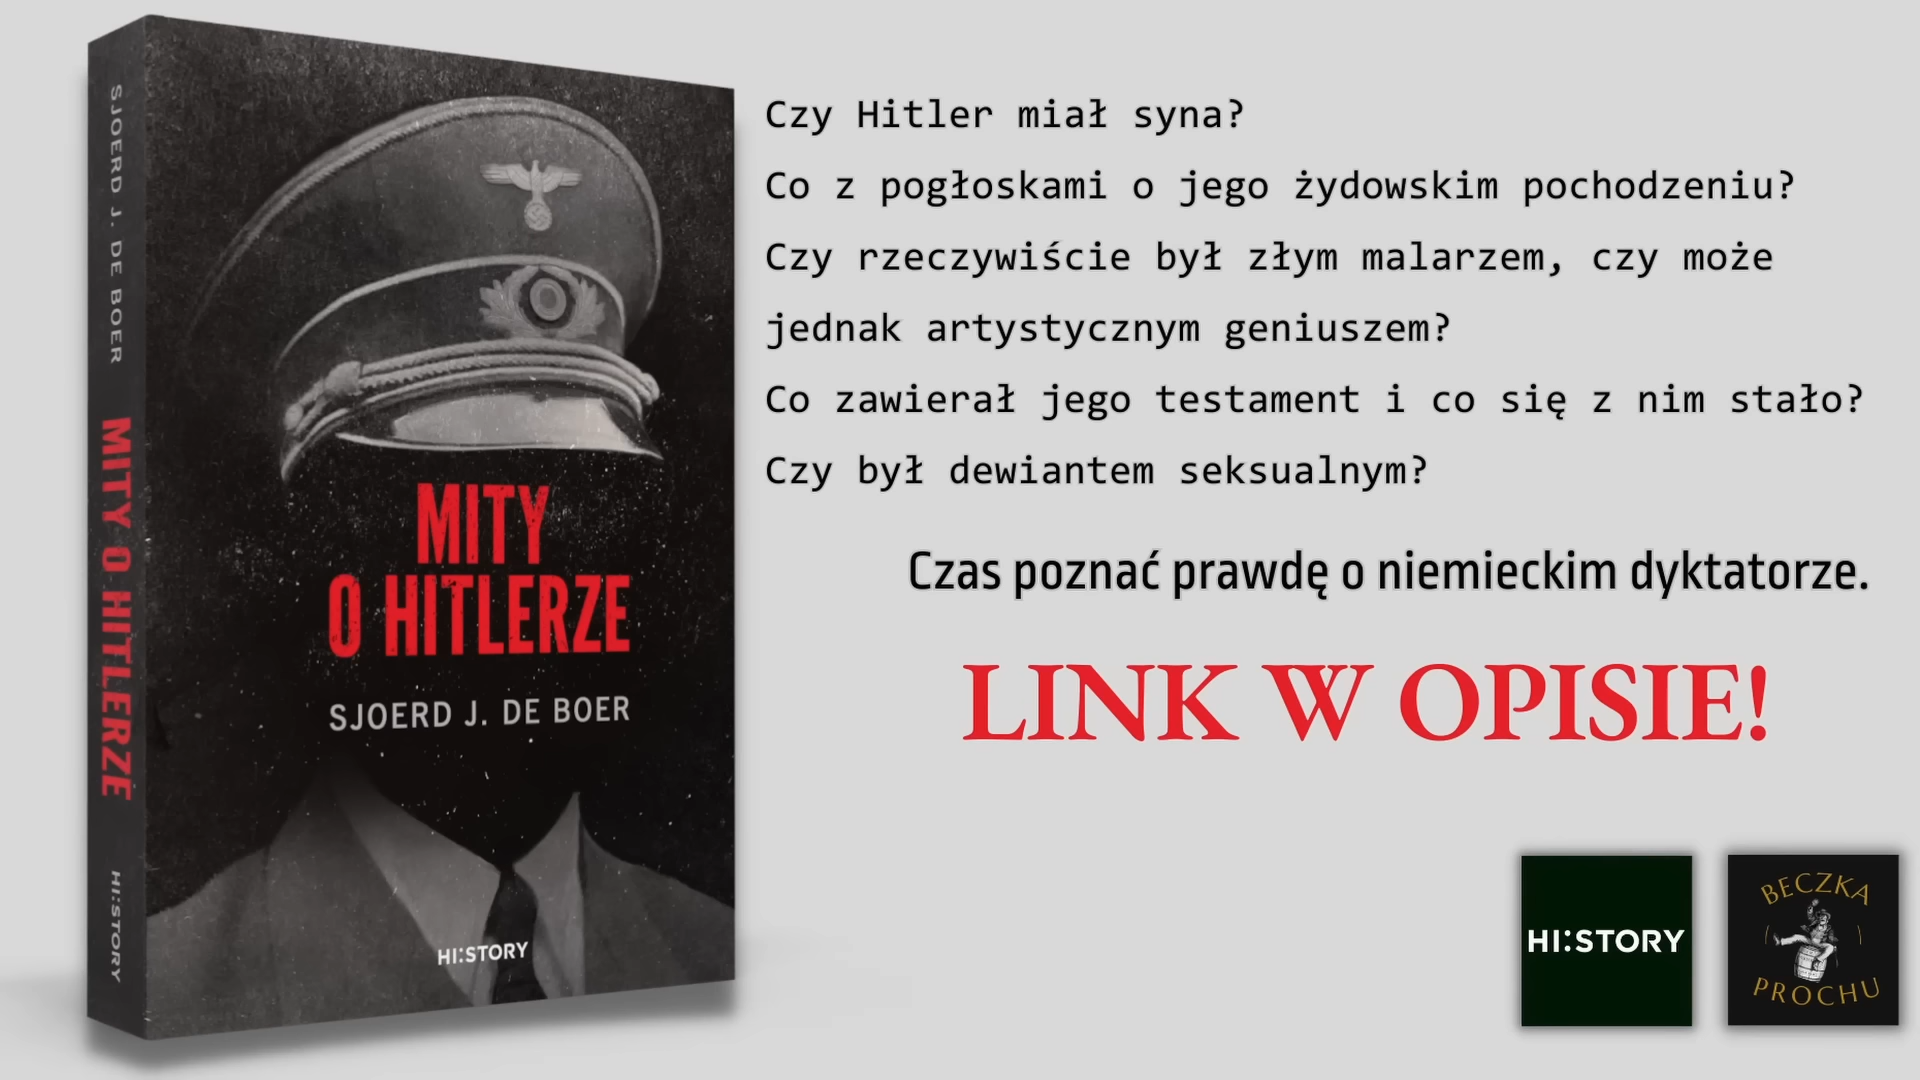 SJOERD J. DE BOER
MITY O HITLERZE
HI:STORY
MITY
O HITLERZE
SJOERD J. DE BOER
HI:STORY
Czy Hitler miał syna?
Co z pogłoskami o jego żydowskim pochodzeniu?
Czy rzeczywiście był złym malarzem, czy może
jednak artystycznym geniuszem?
Co zawierał jego testament i co się z nim stało?
Czy był dewiantem seksualnym?
Czas poznać prawdę o niemieckim dyktatorze.
LINK W OPISIE!
HI:STORY
BECZKA
PROCHU